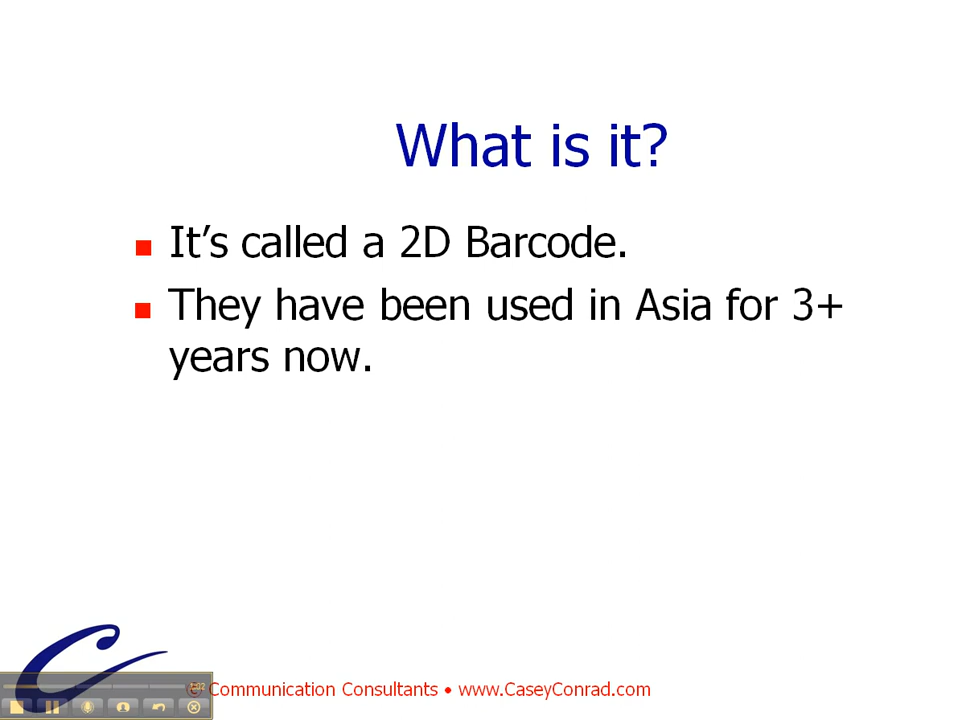 What is it?
It's called a 2D Barcode.
They have been used in Asia for 3+
years now.
© Communication Consultants • www.CaseyConrad.com